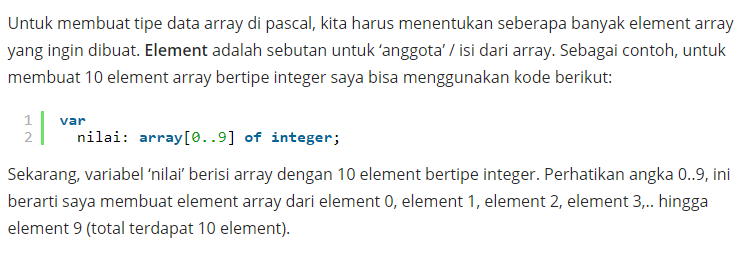 Untuk membuat tipe data array di pascal, kita harus menentukan seberapa banyak element array
yang ingin dibuat. Element adalah sebutan untuk ‘anggota’ / isi dari array. Sebagai contoh, untuk
membuat 10 element array bertipe integer saya bisa menggunakan kode berikut:
1 var
2 nilai: array[0..9] of integer;
Sekarang, variabel ‘nilai’ berisi array dengan 10 element bertipe integer. Perhatikan angka 0..9, ini
berarti saya membuat element array dari element 0, element 1, element 2, element 3,.. hingga
element 9 (total terdapat 10 element).